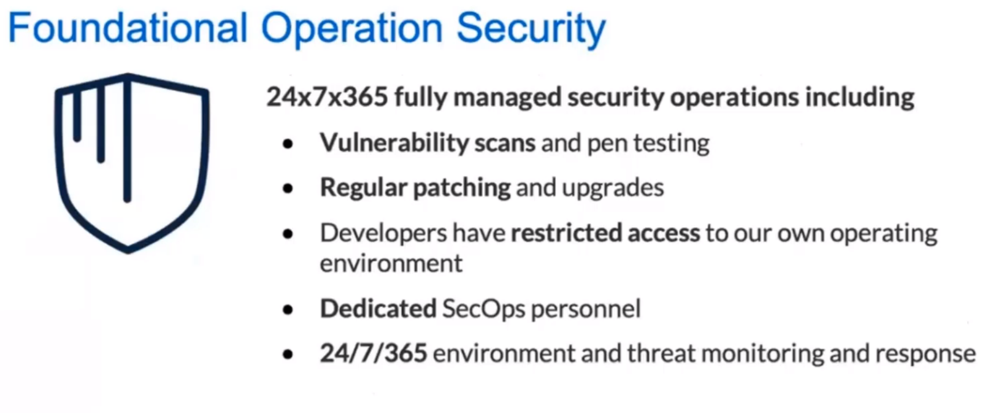 Foundational Operation Security
24x7x365 fully managed security operations including
• Vulnerability scans and pen testing
• Regular patching and upgrades
• Developers have restricted access to our own operating
environment
• Dedicated SecOps personnel
• 24/7/365 environment and threat monitoring and response